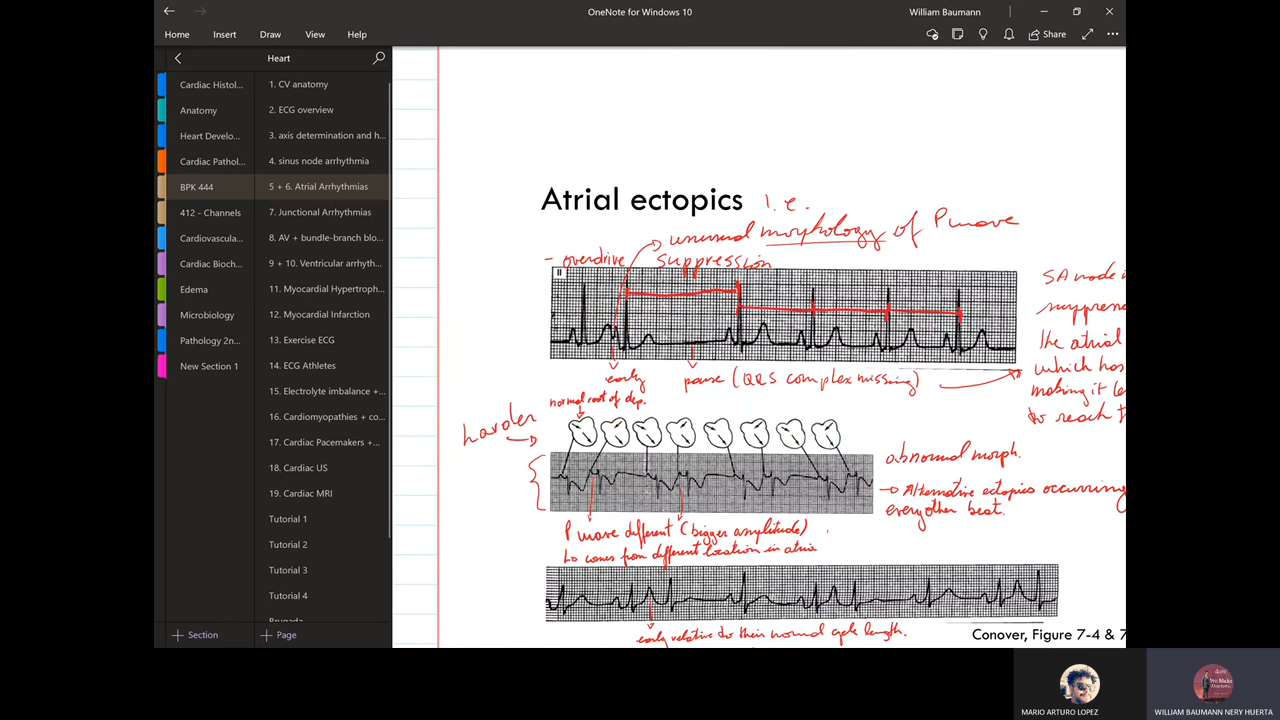 OneNote for Windows 10
William Baumann
Home Insert Draw View Help
Share
Heart
Cardiac Histol...
Anatomy
Heart Develo...
Cardiac Pathol...
BPK 444
412 - Channels
Cardiovascula...
Cardiac Bioch...
Edema
Microbiology
Pathology 2n...
New Section 1
1. CV anatomy
2. ECG overview
3. axis determination and h...
4. sinus node arrhythmia
5 + 6. Atrial Arrhythmias
7. Junctional Arrhythmias
8. AV + bundle-branch blo...
9 + 10. Ventricular arryth...
11. Myocardial Hypertroph...
12. Myocardial Infarction
13. Exercise ECG
14. ECG Athletes
15. Electrolyte imbalance +...
16. Cardiomyopathies + co...
17. Cardiac Pacemakers +...
18. Cardiac US
19. Cardiac MRI
Tutorial 1
Tutorial 2
Tutorial 3
Tutorial 4
Brugada
+ Section
+ Page
Atrial ectopics i.e.
unusual morphology of P wave
- overdrive suppression
II
SA node
the atrial
which has
making it
to reach
early
pause (QRS complex missing)
normal root of dep.
harder
abnormal morph.
→ Alternative ectopics occurring
every other beat.
P wave different (bigger amplitude)
↳ comes from different location in atria
early relative to their normal cycle length.
Conover, Figure 7-4 & 7
MARIO ARTURO LOPEZ
WILLIAM BAUMANN NERY HUERTA